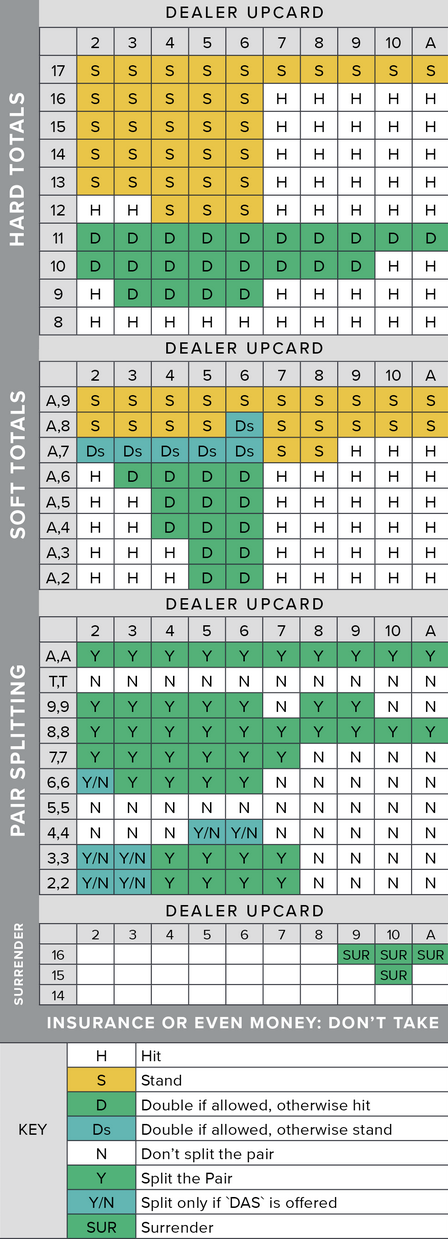 HARD TOTALS
DEALER UPCARD
2 3 4 5 6 7 8 9 10 A
17 S S S S S S S S S S
16 S S S S S H H H H H
15 S S S S S H H H H H
14 S S S S S H H H H H
13 S S S S S H H H H H
12 H H S S S H H H H H
11 D D D D D D D D D D
10 D D D D D D D D H H
9 H D D D D H H H H H
8 H H H H H H H H H H
SOFT TOTALS
DEALER UPCARD
2 3 4 5 6 7 8 9 10 A
A,9 S S S S S S S S S S
A,8 S S S S Ds S S S S S
A,7 Ds Ds Ds Ds Ds S S H H H
A,6 H D D D D H H H H H
A,5 H H D D D H H H H H
A,4 H H D D D H H H H H
A,3 H H H D D H H H H H
A,2 H H H D D H H H H H
PAIR SPLITTING
DEALER UPCARD
2 3 4 5 6 7 8 9 10 A
A,A Y Y Y Y Y Y Y Y Y Y
T,T N N N N N N N N N N
9,9 Y Y Y Y Y N Y Y N N
8,8 Y Y Y Y Y Y Y Y Y Y
7,7 Y Y Y Y Y Y N N N N
6,6 Y/N Y Y Y Y N N N N N
5,5 N N N N N N N N N N
4,4 N N N Y/N Y/N N N N N N
3,3 Y/N Y/N Y Y Y Y N N N N
2,2 Y/N Y/N Y Y Y Y N N N N
SURRENDER
DEALER UPCARD
2 3 4 5 6 7 8 9 10 A
16 SUR SUR SUR
15 SUR
14
INSURANCE OR EVEN MONEY: DON'T TAKE
KEY
H Hit
S Stand
D Double if allowed, otherwise hit
Ds Double if allowed, otherwise stand
N Don't split the pair
Y Split the Pair
Y/N Split only if `DAS` is offered
SUR Surrender